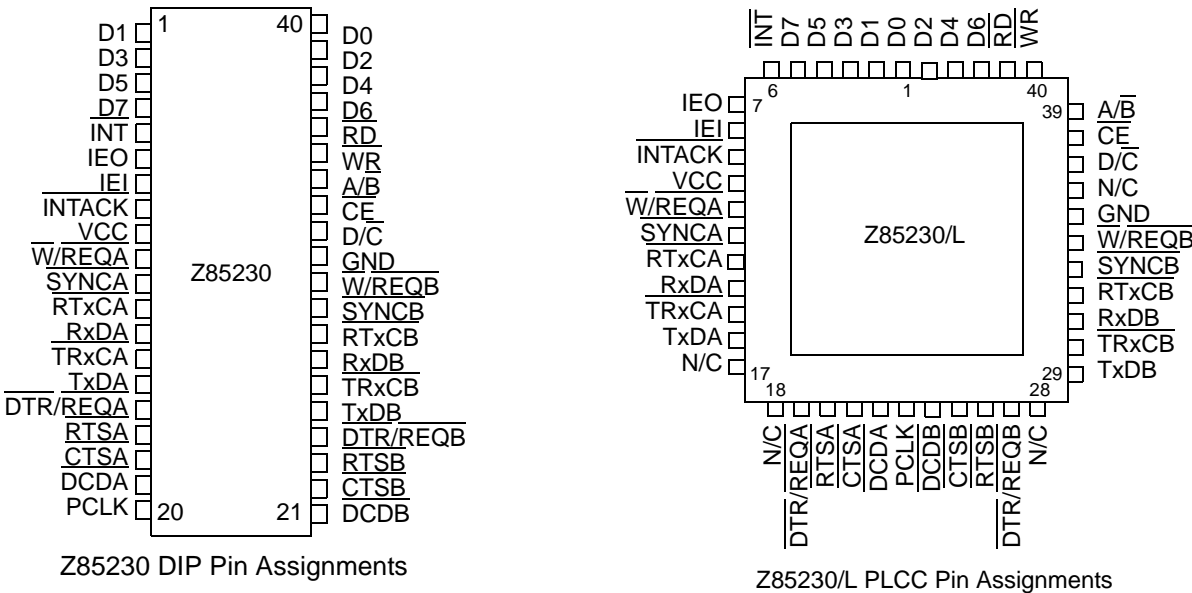 1
40
D1
D3
D5
D7
INT
IEO
IEI
INTACK
VCC
W/REQA
SYNCA
RTxCA
RxDA
TRxCA
TxDA
DTR/REQA
RTSA
CTSA
DCDA
PCLK
Z85230
D0
D2
D4
D6
RD
WR
A/B
CE
D/C
GND
W/REQB
SYNCB
RTxCB
RxDB
TRxCB
TxDB
DTR/REQB
RTSB
CTSB
DCDB
20
21
Z85230 DIP Pin Assignments
INT
D7
D5
D3
D1
D0
D2
D4
D6
RD
WR
6
1
40
7
39
IEO
IEI
INTACK
VCC
W/REQA
SYNCA
RTxCA
RxDA
TRxCA
TxDA
N/C
Z85230/L
A/B
CE
D/C
N/C
GND
W/REQB
SYNCB
RTxCB
RxDB
TRxCB
TxDB
17
29
18
28
N/C
DTR/REQA
RTSA
CTSA
DCDA
PCLK
DCDB
CTSB
RTSB
DTR/REQB
N/C
Z85230/L PLCC Pin Assignments